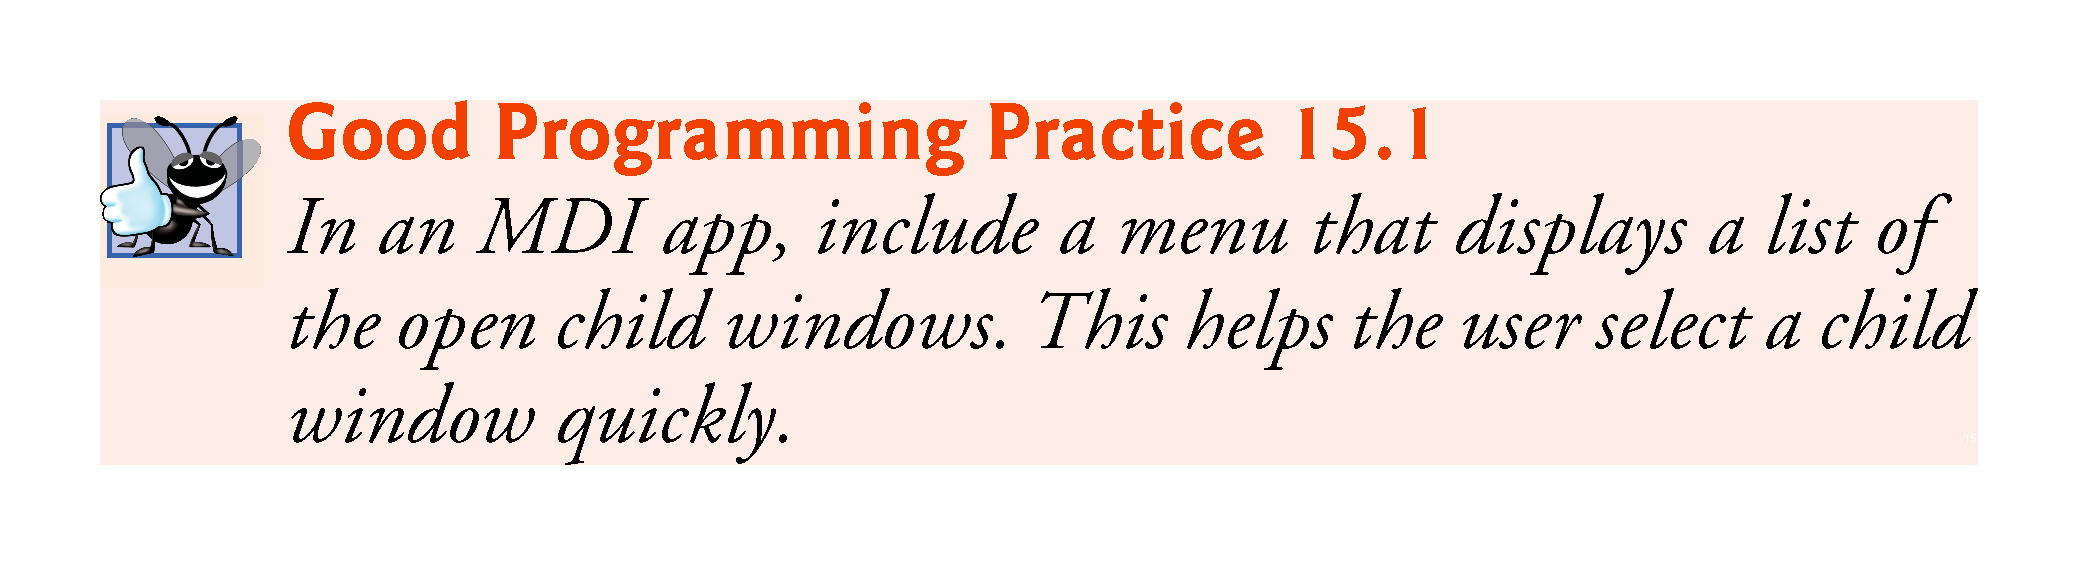 Good Programming Practice 15.1
In an MDI app, include a menu that displays a list of
the open child windows. This helps the user select a child
window quickly.
15